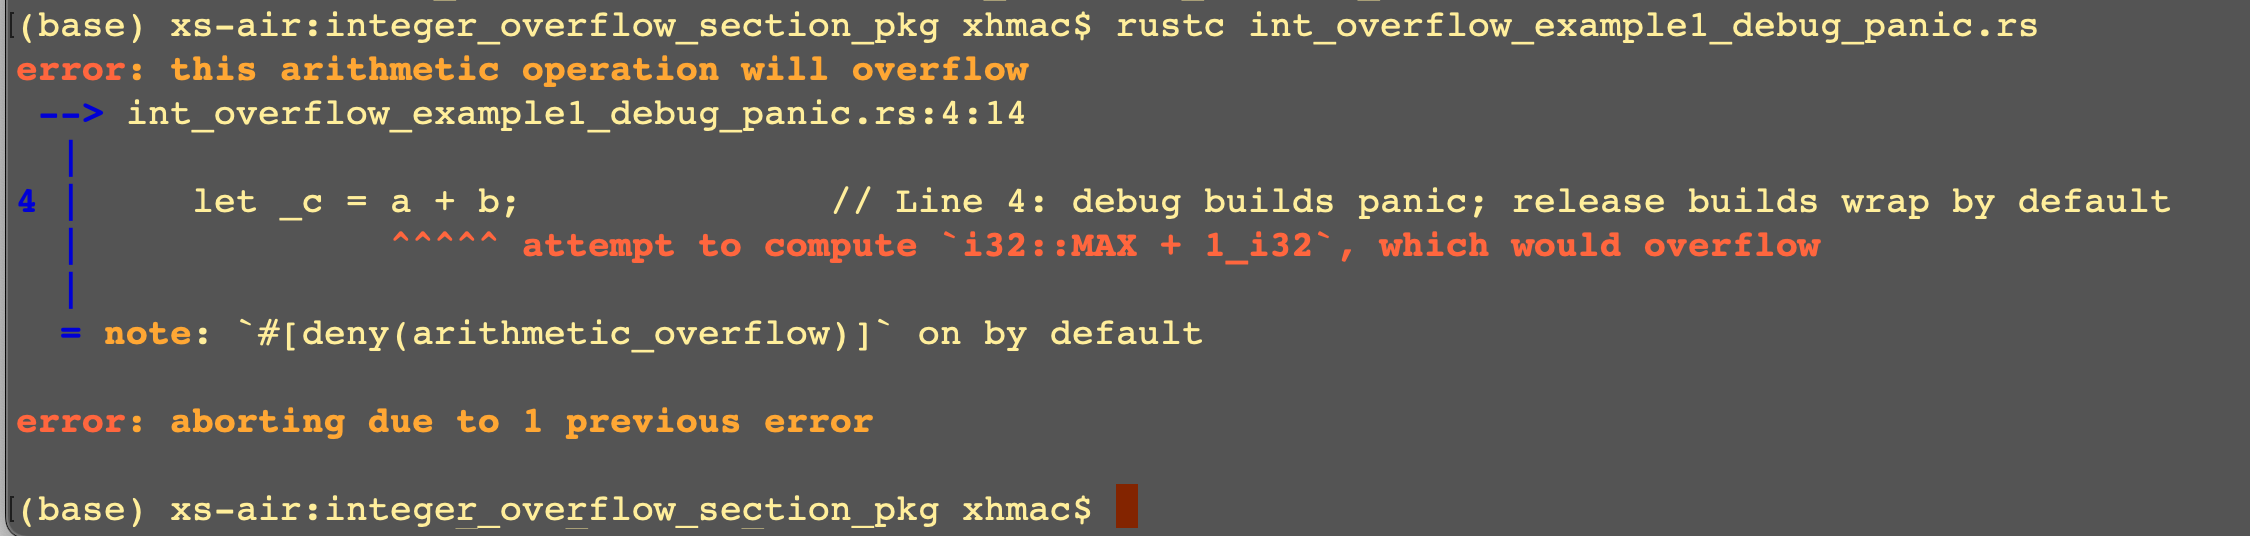 [(base) xs-air:integer_overflow_section_pkg xhmac$ rustc int_overflow_example1_debug_panic.rs
error: this arithmetic operation will overflow
 --> int_overflow_example1_debug_panic.rs:4:14
  |
4 |     let _c = a + b;              // Line 4: debug builds panic; release builds wrap by default
  |              ^^^^^ attempt to compute `i32::MAX + 1_i32`, which would overflow
  |
  = note: `#[deny(arithmetic_overflow)]` on by default
error: aborting due to 1 previous error
[(base) xs-air:integer_overflow_section_pkg xhmac$